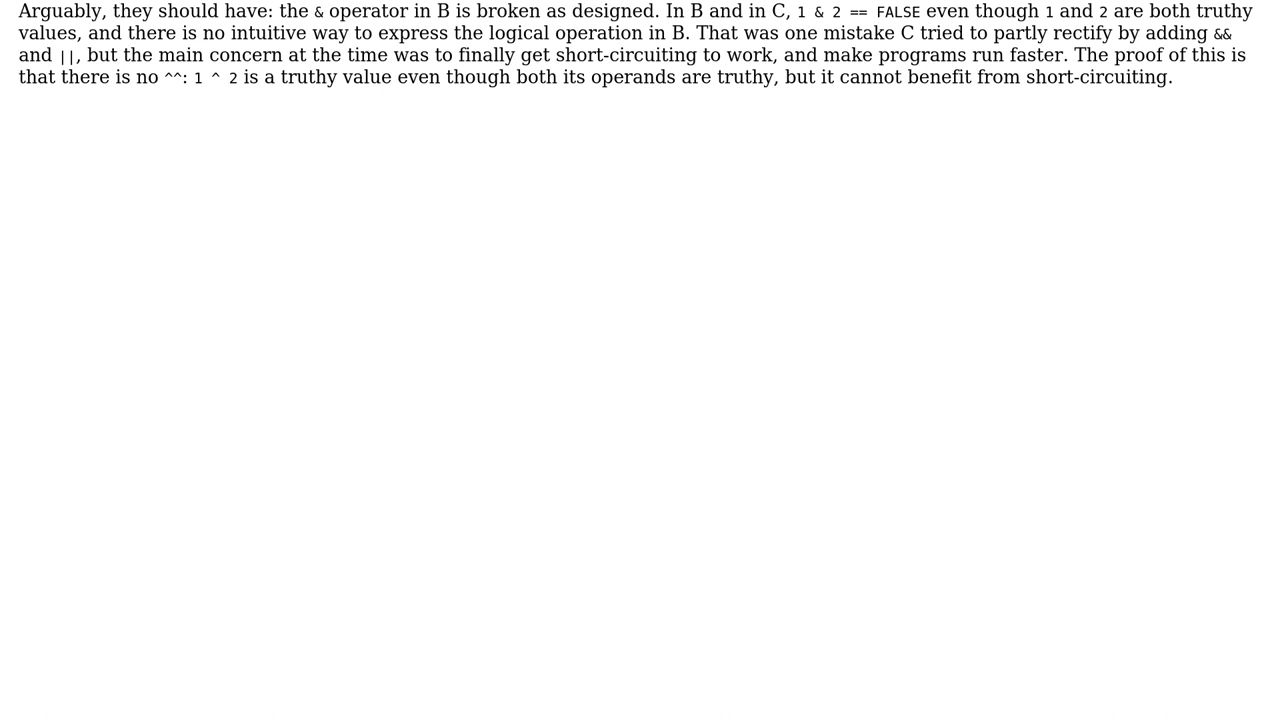 Arguably, they should have: the & operator in B is broken as designed. In B and in C, 1 & 2 == FALSE even though 1 and 2 are both truthy
values, and there is no intuitive way to express the logical operation in B. That was one mistake C tried to partly rectify by adding &&
and ||, but the main concern at the time was to finally get short-circuiting to work, and make programs run faster. The proof of this is
that there is no ^^: 1 ^ 2 is a truthy value even though both its operands are truthy, but it cannot benefit from short-circuiting.